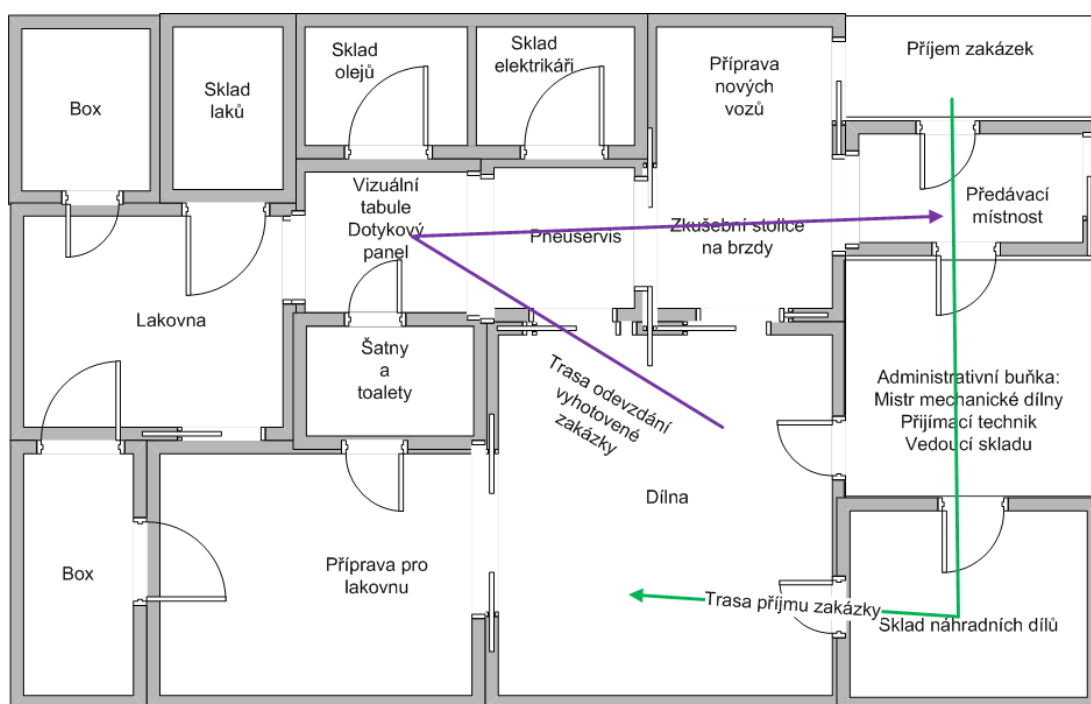 Box
Sklad
laků
Sklad
olejů
Sklad
elektrikáři
Příprava
nových
vozů
Příjem zakázek
Předávací
místnost
Vizuální
tabule
Dotykový
panel
Pneuservis
Zkušební stolice
na brzdy
Lakovna
Šatny
a
toalety
Trasa odevzdání
vyhotovené
zakázky
Administrativní buňka:
Mistr mechanické dílny
Přijímací technik
Vedoucí skladu
Dílna
Box
Příprava pro
lakovnu
Trasa příjmu zakázky
Sklad náhradních dílů